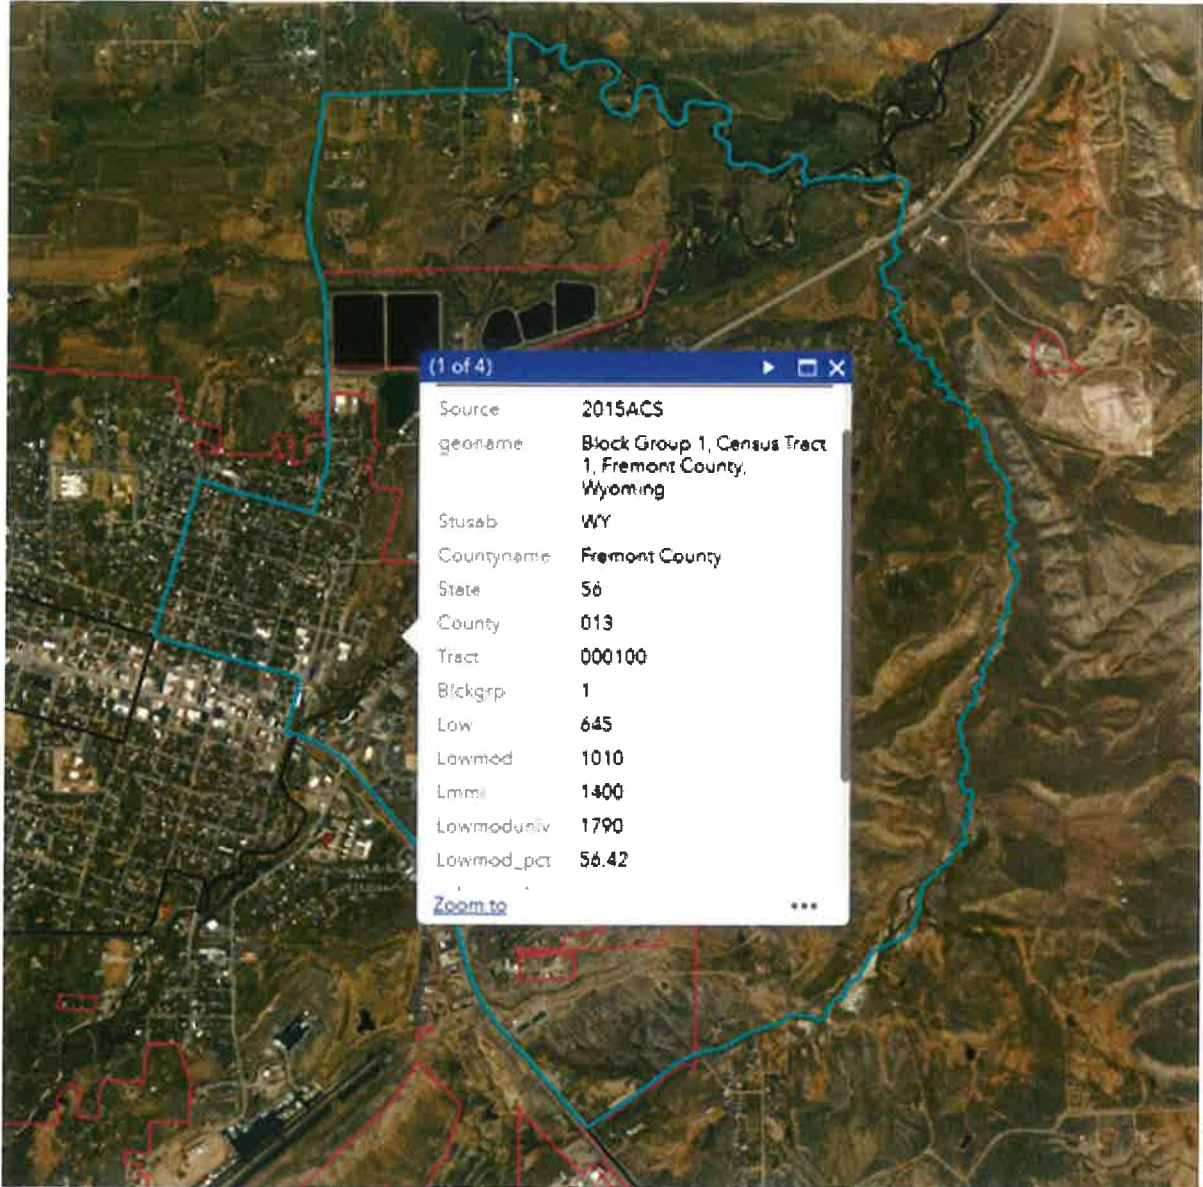 (1 of 4)
Source 2015ACS
geoname Block Group 1, Census Tract
1, Fremont County,
Wyoming
Stusab WY
Countyname Fremont County
State 56
County 013
Tract 000100
Blckgrp 1
Low 645
Lowmod 1010
Lmmi 1400
Lowmoduniv 1790
Lowmod_pct 56.42
Zoom to